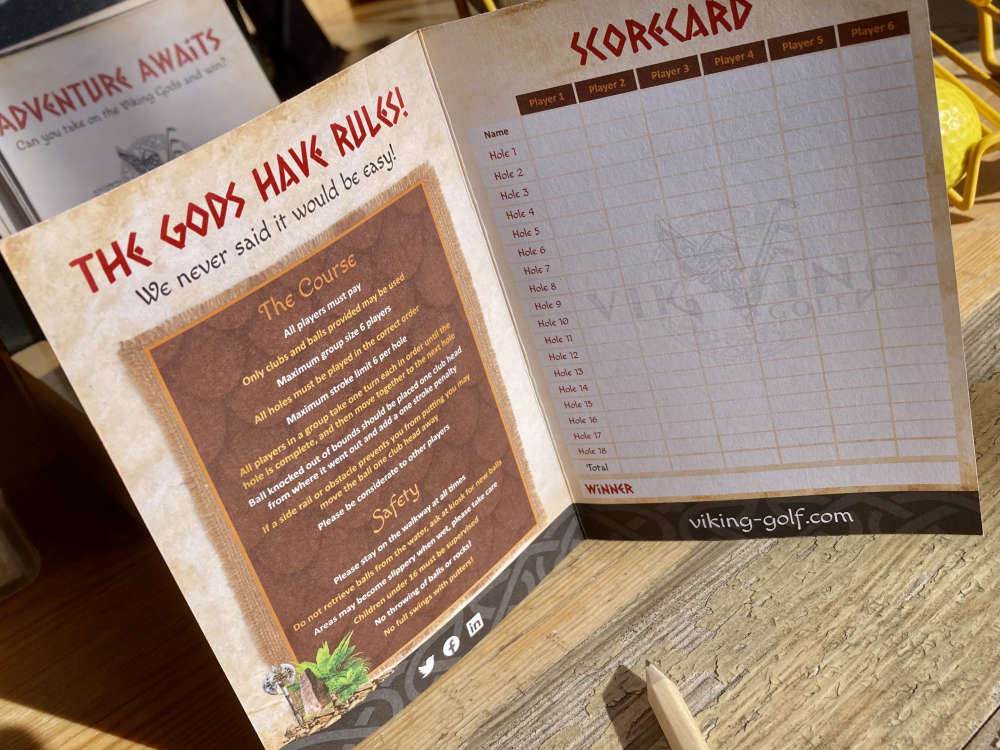 ADVENTURE AWAITS
Can you take on the Viking Gods and win?
THE GODS HAVE RULES!
We never said it would be easy!
The Course
All players must pay
Only clubs and balls provided may be used
Maximum group size 6 players
All holes must be played in the correct order
Maximum stroke limit 6 per hole
All players in a group take one turn each in order until the
hole is complete, and then move together to the next hole
Ball knocked out of bounds should be placed one club head
from where it went out and add a one stroke penalty
If a side rail or obstacle prevents you from putting you may
move the ball one club head away
Please be considerate to other players
Safety
Please stay on the walkway at all times
Do not retrieve balls from the water, ask at kiosk for new balls
Areas may become slippery when wet, please take care
Children under 16 must be supervised
No throwing of balls or rocks!
No full swings with putters!
SCORECARD
Player 1 Player 2 Player 3 Player 4 Player 5 Player 6
Name
Hole 1
Hole 2
Hole 3
Hole 4
Hole 5
Hole 6
Hole 7
Hole 8
Hole 9
Hole 10
Hole 11
Hole 12
Hole 13
Hole 14
Hole 15
Hole 16
Hole 17
Hole 18
Total
WINNER
VIKING
viking-golf.com